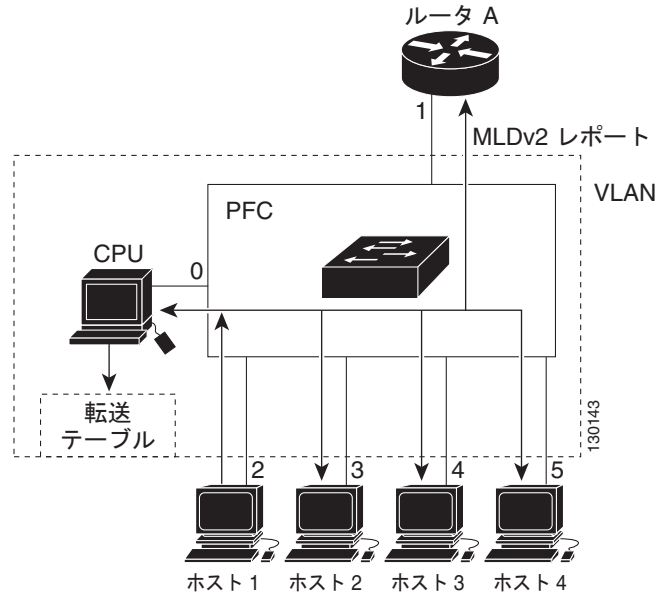 ルータ A
1
MLDv2 レポート
VLAN
PFC
CPU
0
転送
テーブル
130143
2
3
4
5
ホスト 1
ホスト 2
ホスト 3
ホスト 4